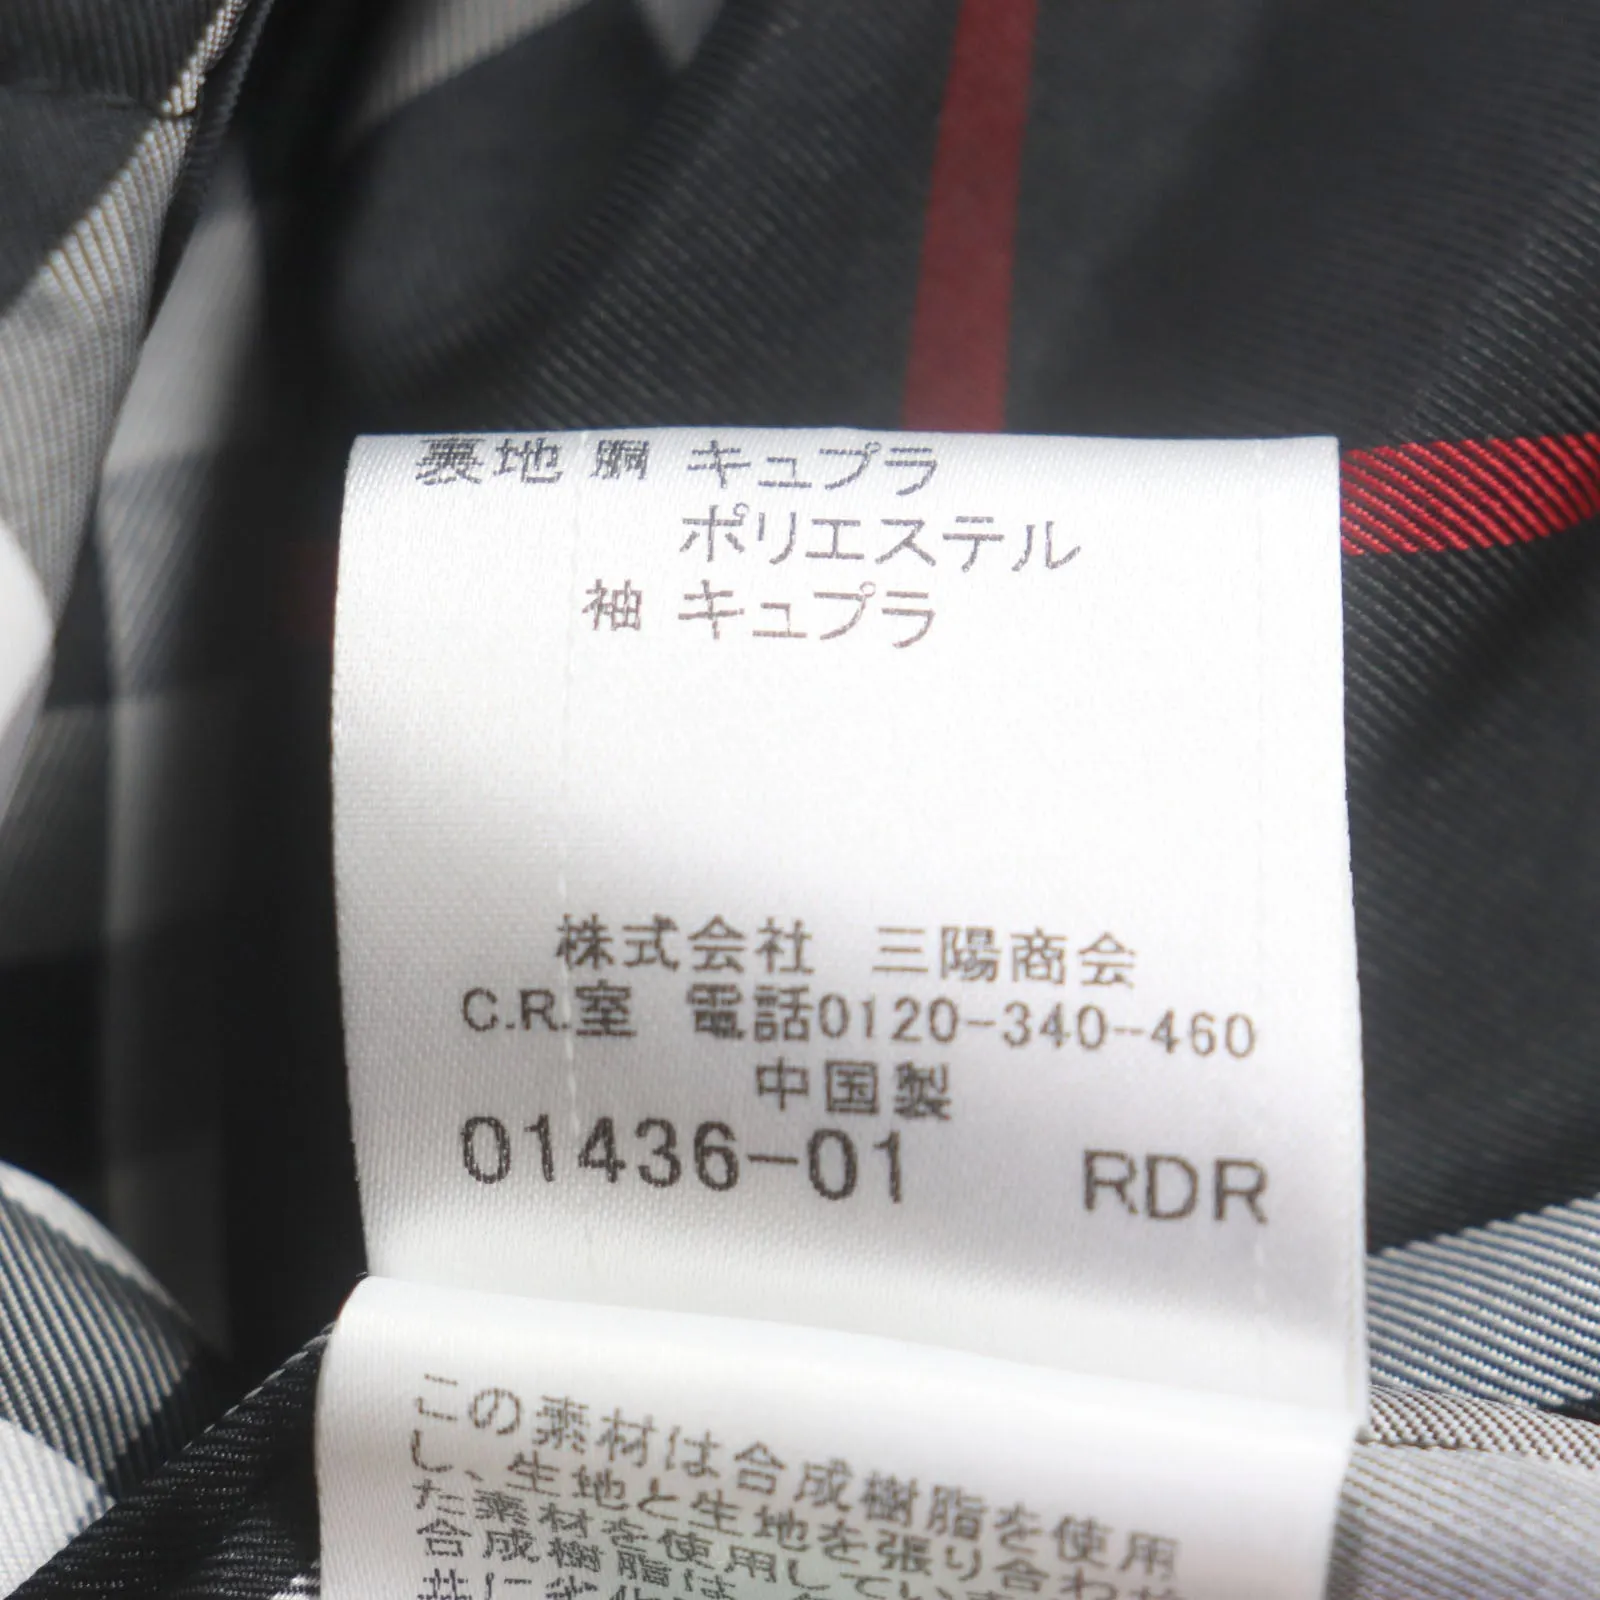 裏地 胴 キュプラ
ポリエステル
袖 キュプラ
株式会社 三陽商会
C.R.室 電話0120-340-460
中国製
01436-01 RDR
この素材は合成樹脂を使用
し、生地と生地を張り合わせ
た素材を使用してい
合成樹脂は